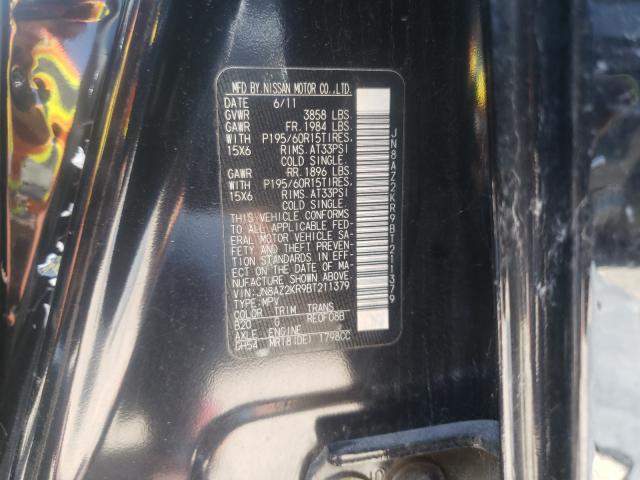 MFD BY NISSAN MOTOR CO.,LTD.
DATE 6/11
GVWR 3858 LBS.
GAWR FR. 1984 LBS.
WITH P195/60R15TIRES,
15X6 RIMS.AT33PSI
COLD SINGLE.
GAWR RR. 1896 LBS.
WITH P195/60R15TIRES,
15X6 RIMS.AT33PSI
COLD SINGLE.
THIS VEHICLE CONFORMS
TO ALL APPLICABLE FED-
ERAL MOTOR VEHICLE SA-
FETY AND THEFT PREVEN-
TION STANDARDS IN EFF-
ECT ON THE DATE OF MA-
NUFACTURE SHOWN ABOVE.
VIN:JN8AZ2KR9BT211379
TYPE:MPV
COLOR TRIM TRANS
B20 G RE0F08B
AXLE ENGINE
GH54 MR18(DE) 1798CC
JN8AZ2KR9BT211379